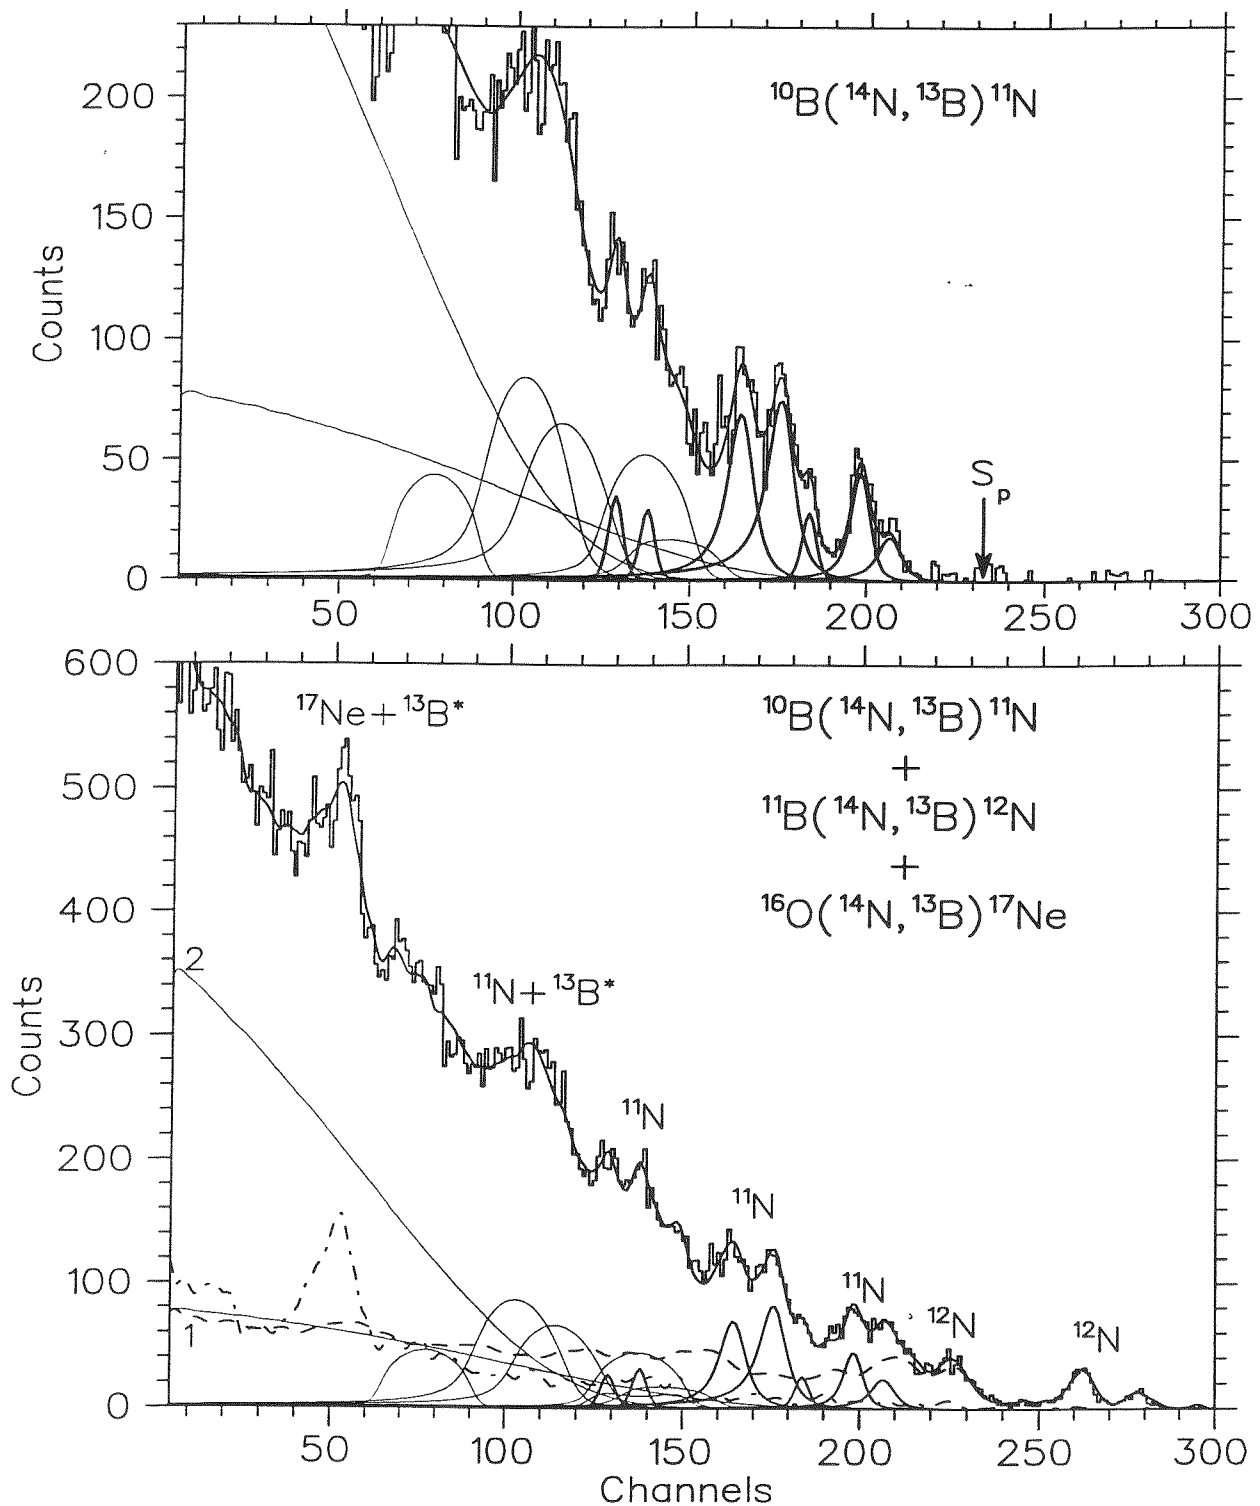 ¹⁰B(¹⁴N,¹³B)¹¹N
200
150
100
50
0
Counts
Sₚ
50 100 150 200 250 300
600
500
400
300
200
100
0
Counts
¹⁷Ne+¹³B*
¹⁰B(¹⁴N,¹³B)¹¹N
+
¹¹B(¹⁴N,¹³B)¹²N
+
¹⁶O(¹⁴N,¹³B)¹⁷Ne
2
¹¹N+¹³B*
¹¹N
¹¹N
¹¹N
¹²N
¹²N
1
50 100 150 200 250 300
Channels